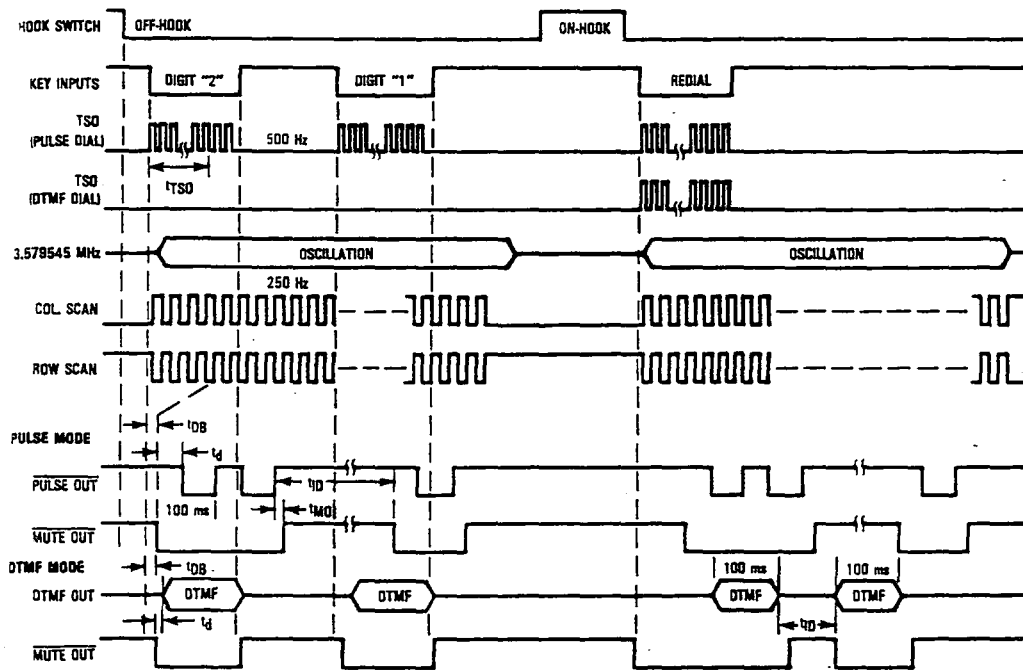 HOOK SWITCH
OFF-HOOK
ON-HOOK
KEY INPUTS
DIGIT "2"
DIGIT "1"
REDIAL
TSO
(PULSE DIAL)
500 Hz
tTSO
TSO
(DTMF DIAL)
3.579545 MHz
OSCILLATION
OSCILLATION
250 Hz
COL. SCAN
ROW SCAN
tDB
PULSE MODE
td
PULSE OUT
tID
100 ms
tMO
MUTE OUT
DTMF MODE
tDB
100 ms
100 ms
DTMF OUT
DTMF
DTMF
DTMF
DTMF
td
tID
MUTE OUT